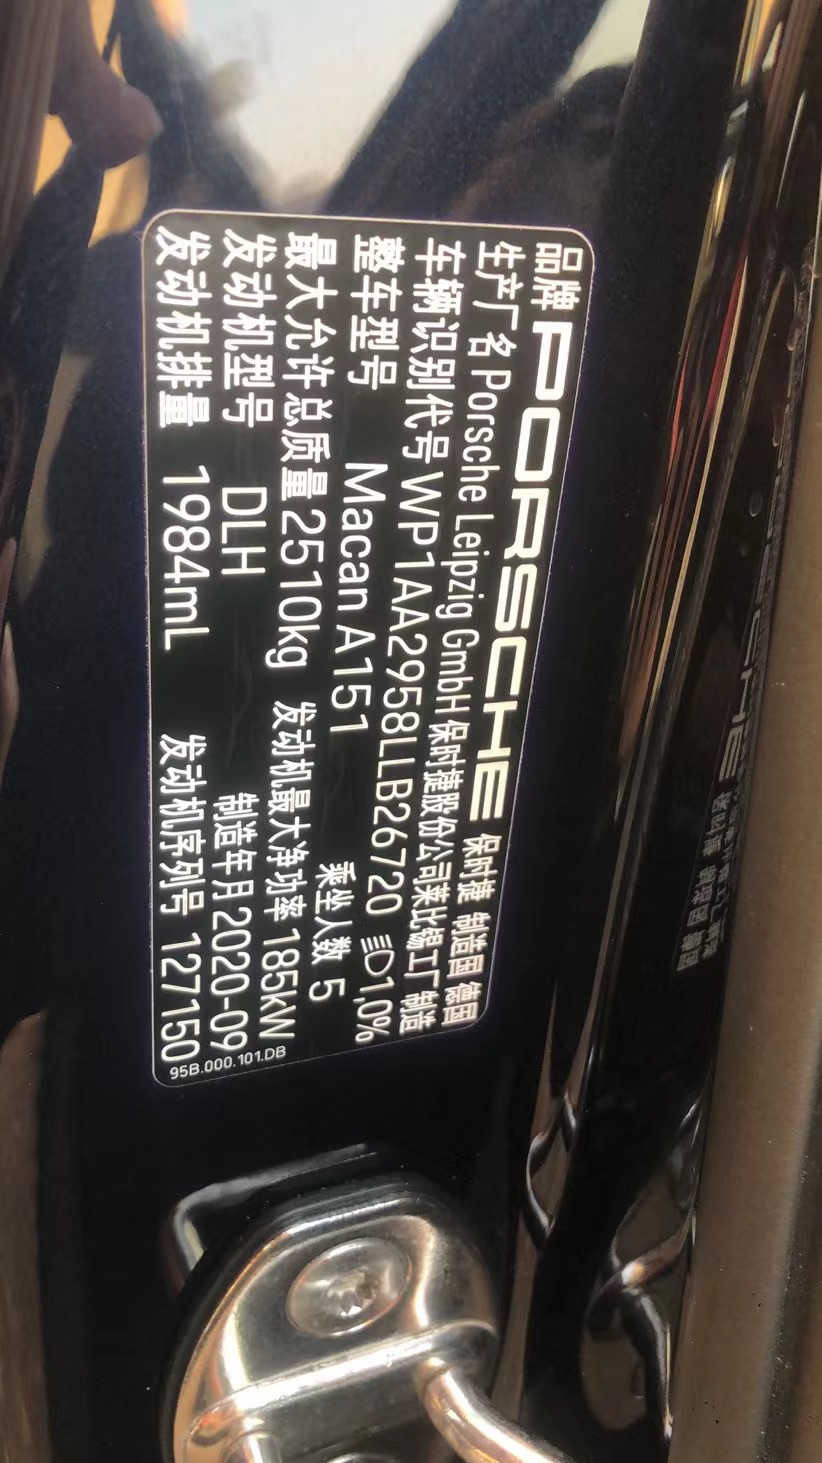 品牌 PORSCHE 保时捷 制造国 德国
生产厂名 Porsche Leipzig GmbH 保时捷股份公司莱比锡工厂 制造
车辆识别代号 WP1AA2958LLB26720 1,0%
整车型号 Macan A151 乘坐人数 5
最大允许总质量 2510kg 发动机最大净功率 185kW
发动机型号 DLH 制造年月 2020-09
发动机排量 1984mL 发动机序列号 127150
95B.000.101.DB